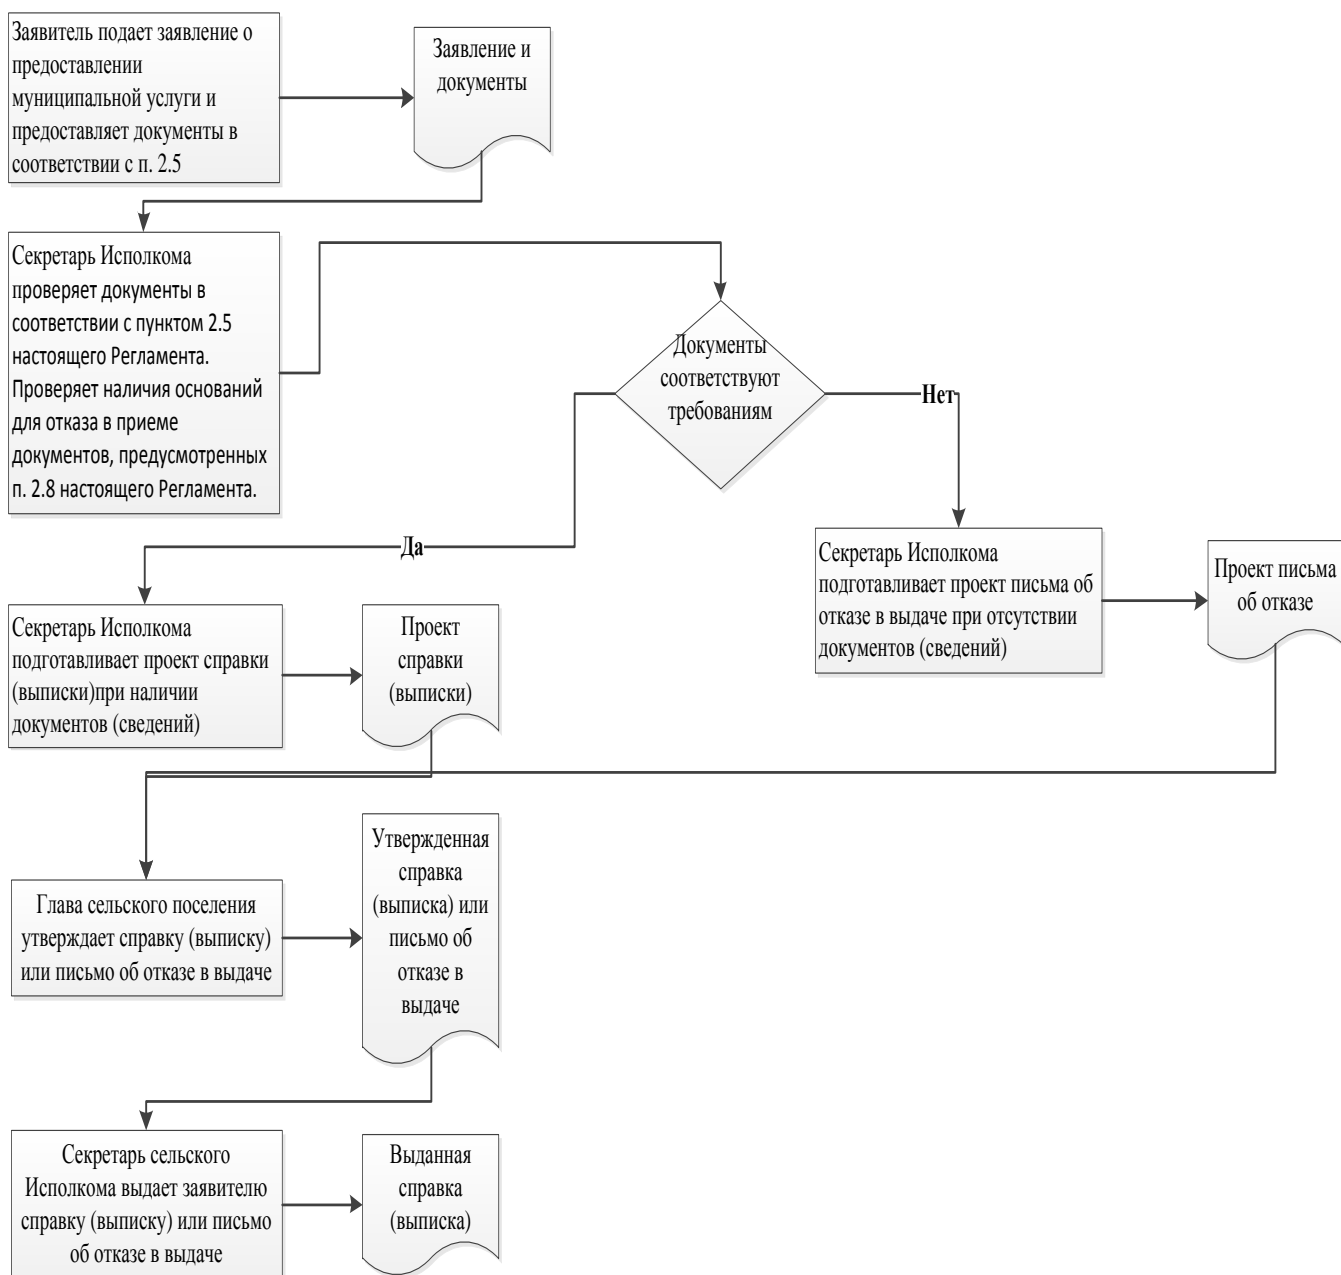 Заявитель подает заявление о
предоставлении
муниципальной услуги и
предоставляет документы в
соответствии с п. 2.5
Заявление и
документы
Секретарь Исполкома
проверяет документы в
соответствии с пунктом 2.5
настоящего Регламента.
Проверяет наличия оснований
для отказа в приеме
документов, предусмотренных
п. 2.8 настоящего Регламента.
Документы
соответствуют
требованиям
Нет
Да
Секретарь Исполкома
подготавливает проект письма об
отказе в выдаче при отсутствии
документов (сведений)
Проект письма
об отказе
Секретарь Исполкома
подготавливает проект справки
(выписки)при наличии
документов (сведений)
Проект
справки
(выписки)
Глава сельского поселения
утверждает справку (выписку)
или письмо об отказе в выдаче
Утвержденная
справка
(выписка) или
письмо об
отказе в
выдаче
Секретарь сельского
Исполкома выдает заявителю
справку (выписку) или письмо
об отказе в выдаче
Выданная
справка
(выписка)